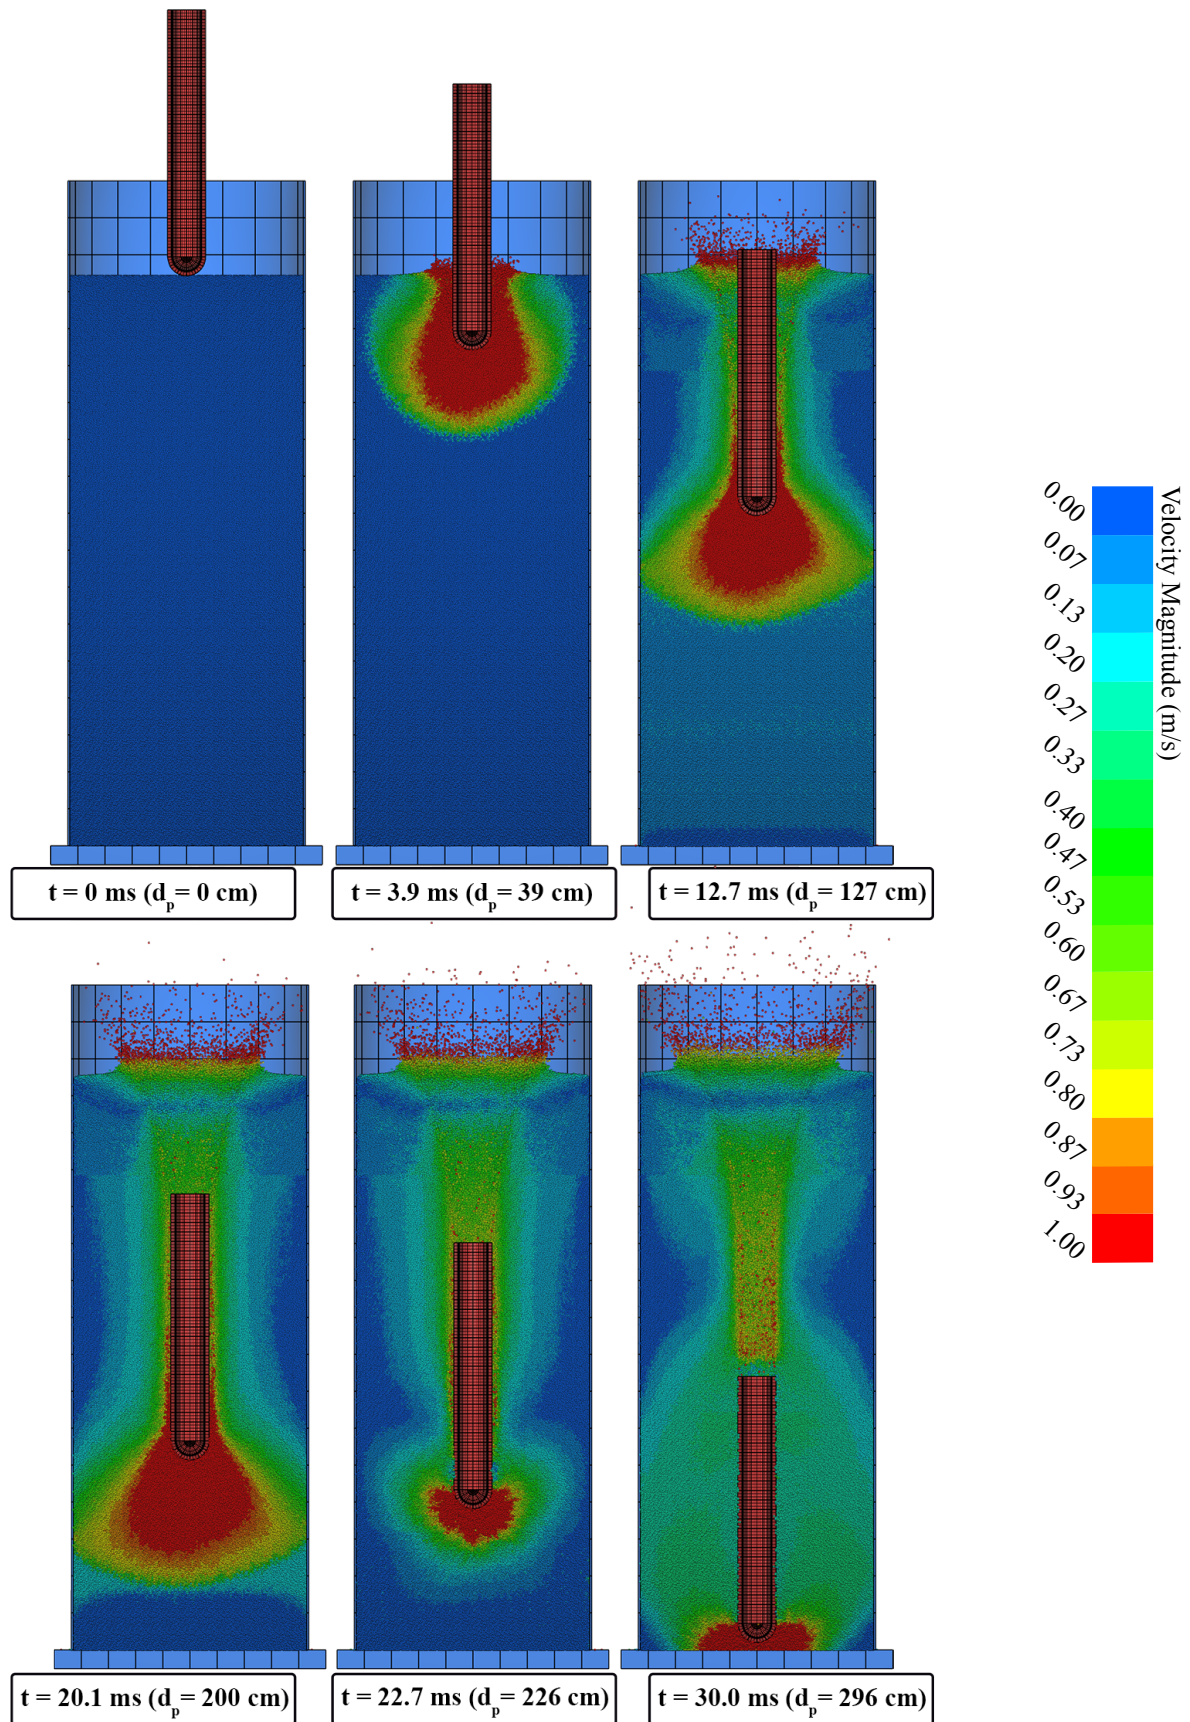 t = 0 ms (dp= 0 cm)
t = 3.9 ms (dp= 39 cm)
t = 12.7 ms (dp= 127 cm)
0.00
0.07
0.13
0.20
0.27
0.33
0.40
0.47
0.53
0.60
0.67
0.73
0.80
0.87
0.93
1.00
Velocity Magnitude (m/s)
t = 20.1 ms (dp= 200 cm)
t = 22.7 ms (dp= 226 cm)
t = 30.0 ms (dp= 296 cm)